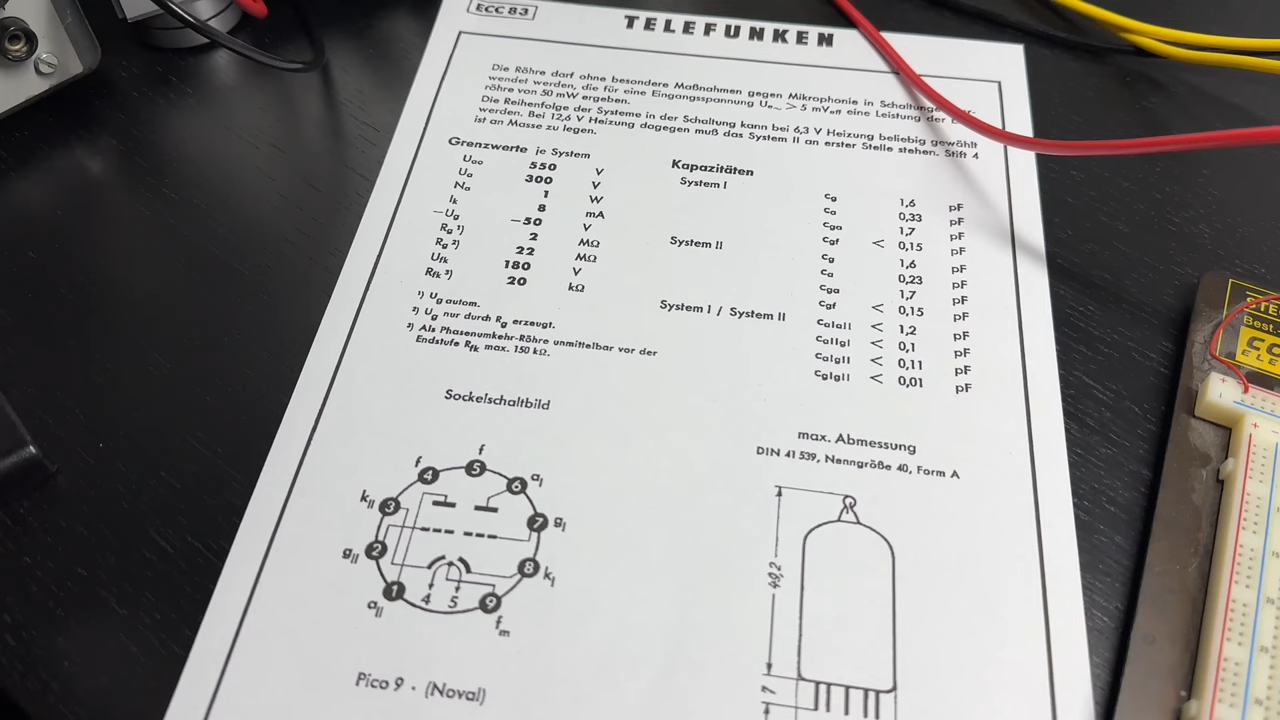 ECC 83
TELEFUNKEN
Die Röhre darf ohne besondere Maßnahmen gegen Mikrophonie in
wendet werden, die für eine Eingangsspannung U > 5 mV eff eine Leistung der
röhre von 50 mW ergeben.
Die Reihenfolge der Systeme in der Schaltung kann bei 6,3 V Heizung beliebig gewählt
werden. Bei 12,6 V Heizung dagegen muß das System II an erster Stelle stehen. Stift 4
ist an Masse zu legen.
Grenzwerte je System
Uao 550 V
Ua 300 V
Na 1 W
Ik 8 mA
−Ug −50 V
Rg ¹) 2 MΩ
Rg ²) 22 MΩ
Ufk 180 V
Rfk ³) 20 kΩ
¹) Ug autom.
²) Ug nur durch Rg erzeugt.
³) Als Phasenumkehr-Röhre unmittelbar vor der
Endstufe Rfk max. 150 kΩ.
Kapazitäten
System I
cg 1,6 pF
ca 0,33 pF
cga 1,7 pF
cgf < 0,15 pF
System II
cg 1,6 pF
ca 0,23 pF
cga 1,7 pF
cgf < 0,15 pF
System I / System II
caIaII < 1,2 pF
caIIgI < 0,1 pF
caIgII < 0,11 pF
cgIgII < 0,01 pF
Sockelschaltbild
f
f 5 aI
4 6
kII 3 7 gI
gII 2 8 kI
aII 1 4 5 9 fm
Pico 9 · (Noval)
max. Abmessung
DIN 41 539, Nenngröße 40, Form A
49,2
7
Best.